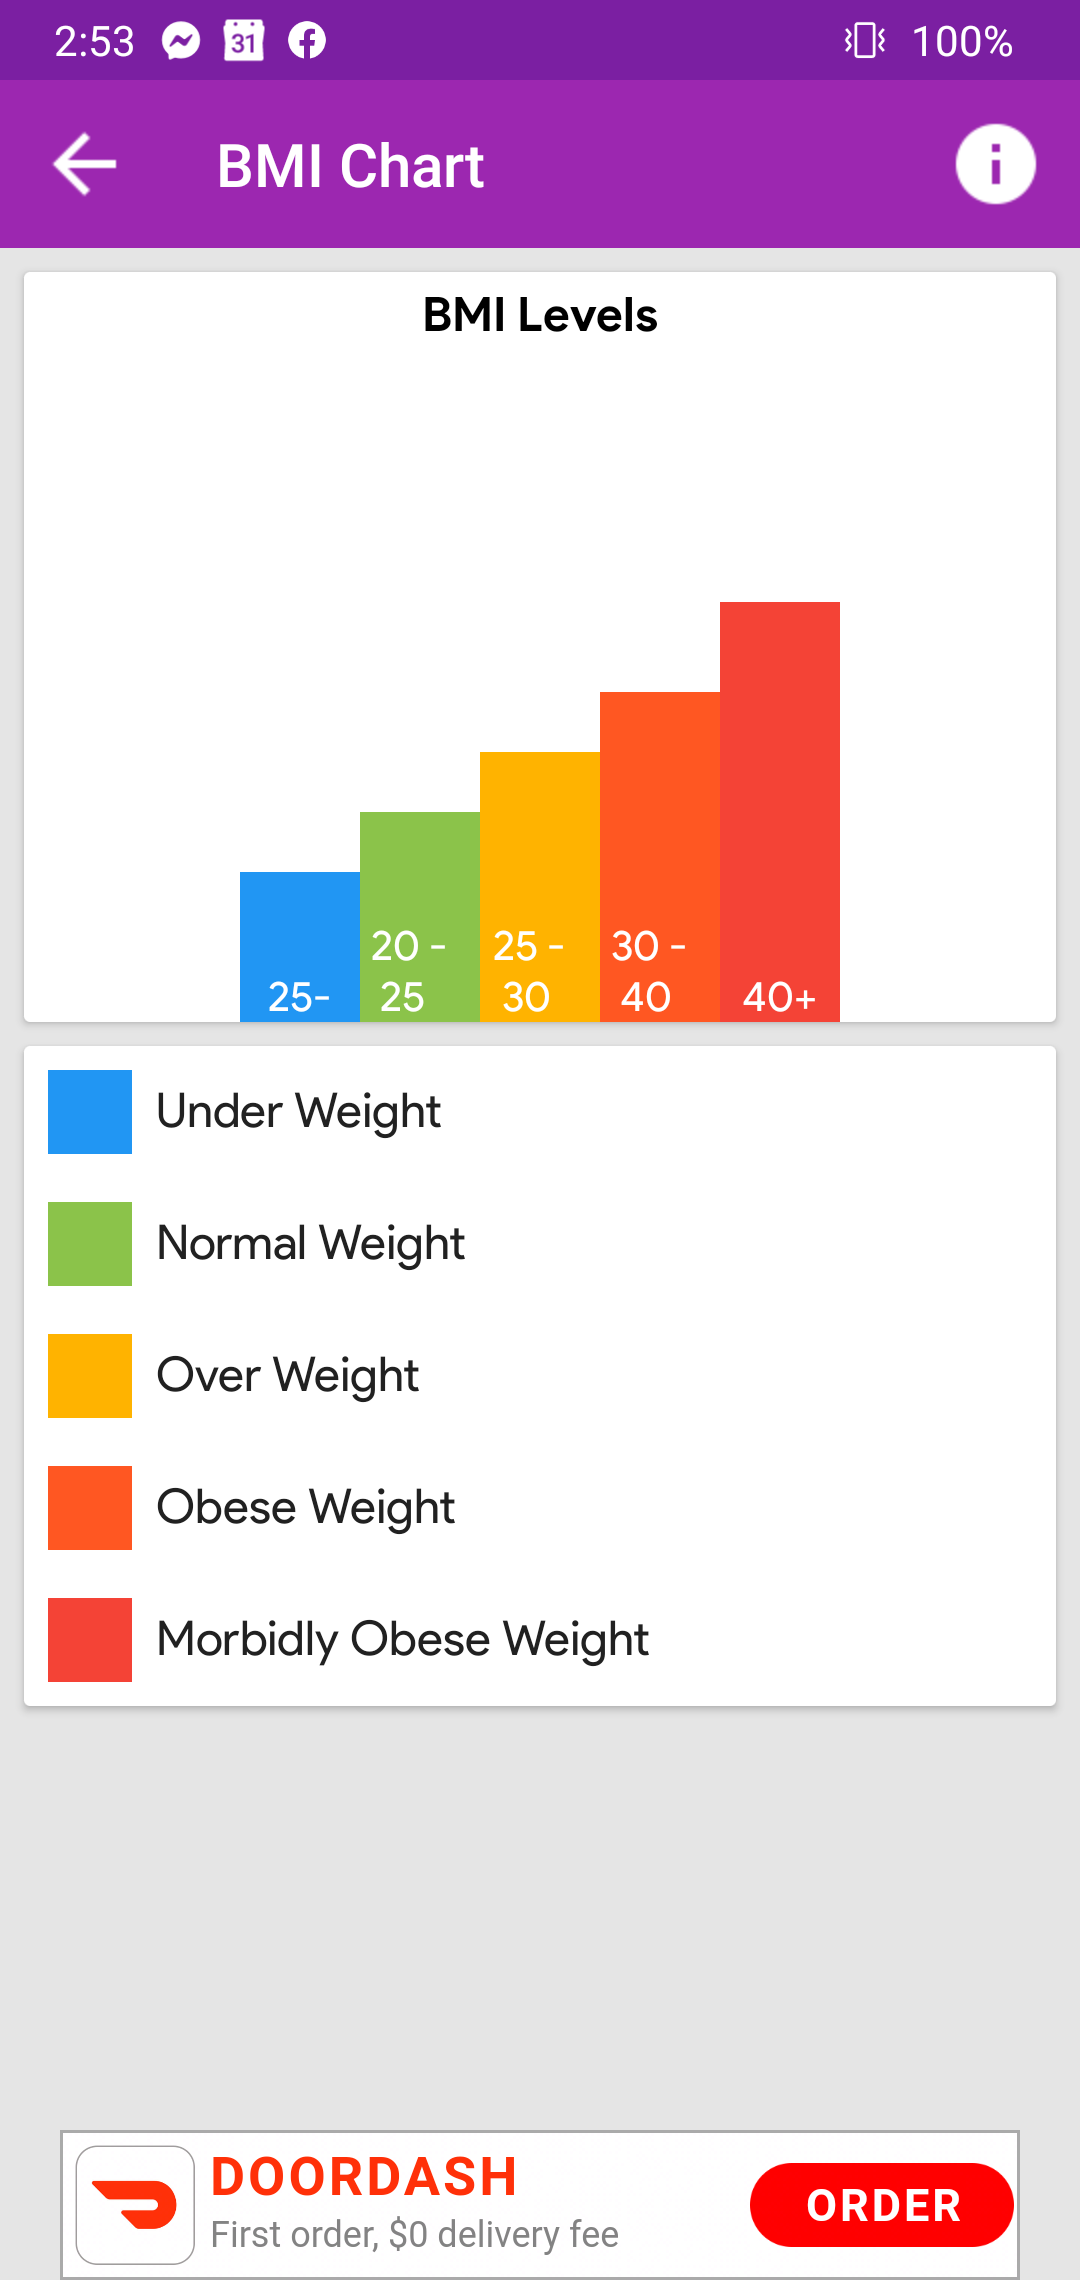 2:53 31 100%
BMI Chart
BMI Levels
25- 20 - 25 25 - 30 30 - 40 40+
Under Weight
Normal Weight
Over Weight
Obese Weight
Morbidly Obese Weight
DOORDASH
First order, $0 delivery fee
ORDER